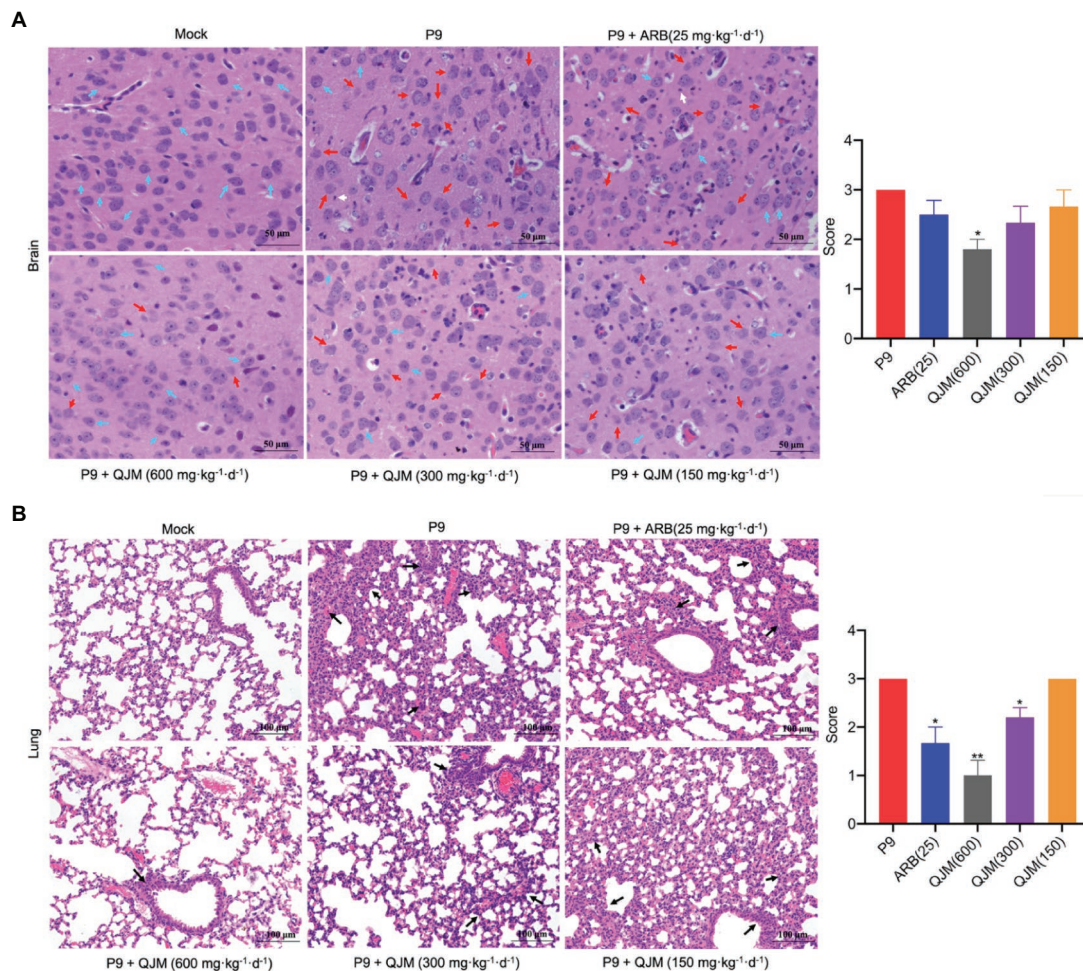 A
Mock
P9
P9 + ARB(25 mg·kg⁻¹·d⁻¹)
Brain
50 μm
50 μm
50 μm
50 μm
50 μm
50 μm
P9 + QJM (600 mg·kg⁻¹·d⁻¹)
P9 + QJM (300 mg·kg⁻¹·d⁻¹)
P9 + QJM (150 mg·kg⁻¹·d⁻¹)
Score
4
3
2
1
0
*
P9
ARB(25)
QJM(600)
QJM(300)
QJM(150)
B
Mock
P9
P9 + ARB(25 mg·kg⁻¹·d⁻¹)
Lung
100 μm
100 μm
100 μm
100 μm
100 μm
100 μm
P9 + QJM (600 mg·kg⁻¹·d⁻¹)
P9 + QJM (300 mg·kg⁻¹·d⁻¹)
P9 + QJM (150 mg·kg⁻¹·d⁻¹)
Score
4
3
2
1
0
*
**
*
P9
ARB(25)
QJM(600)
QJM(300)
QJM(150)